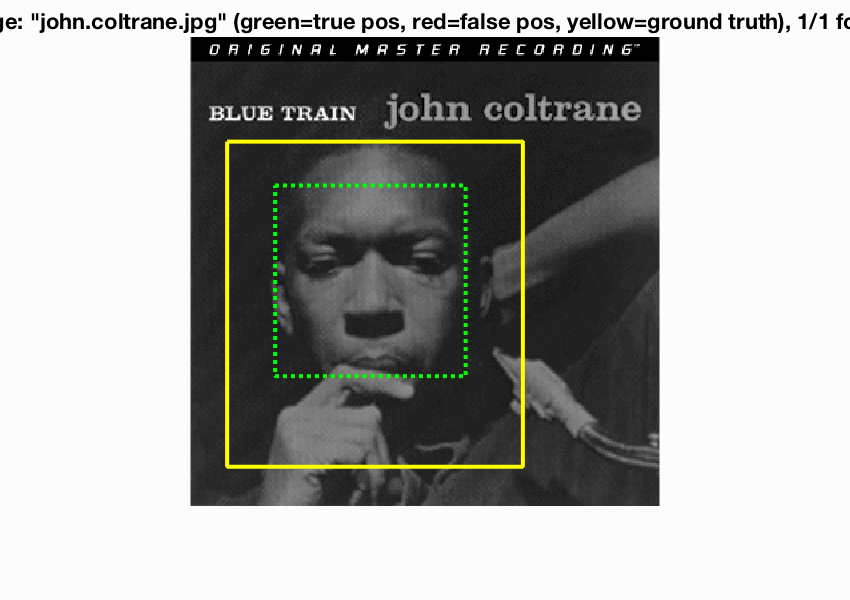 ge: "john.coltrane.jpg" (green=true pos, red=false pos, yellow=ground truth), 1/1 fo
ORIGINAL MASTER RECORDING™
BLUE TRAIN john coltrane